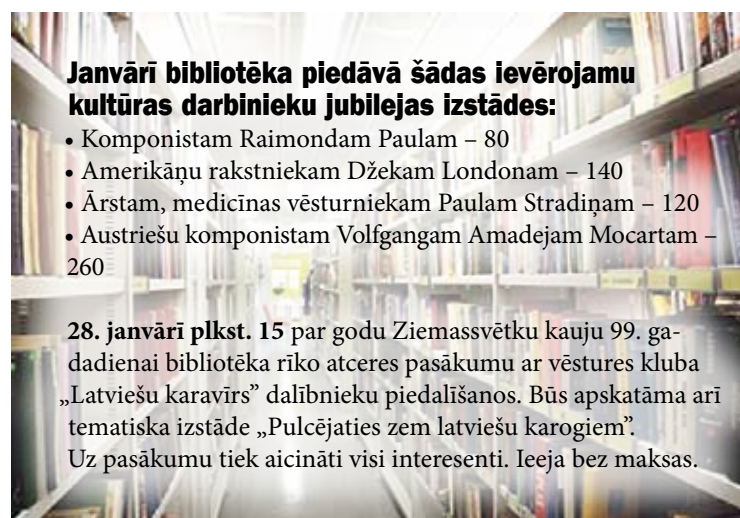 Janvārī bibliotēka piedāvā šādas ievērojamu
kultūras darbinieku jubilejas izstādes:
• Komponistam Raimondam Paulam – 80
• Amerikāņu rakstniekam Džekam Londonam – 140
• Ārstam, medicīnas vēsturniekam Paulam Stradiņam – 120
• Austriešu komponistam Volfgangam Amadejam Mocartam –
260
28. janvārī plkst. 15 par godu Ziemassvētku kauju 99. ga-
dadienai bibliotēka rīko atceres pasākumu ar vēstures kluba
„Latviešu karavīrs” dalībnieku piedalīšanos. Būs apskatāma arī
tematiska izstāde „Pulcējaties zem latviešu karogiem”.
Uz pasākumu tiek aicināti visi interesenti. Ieeja bez maksas.